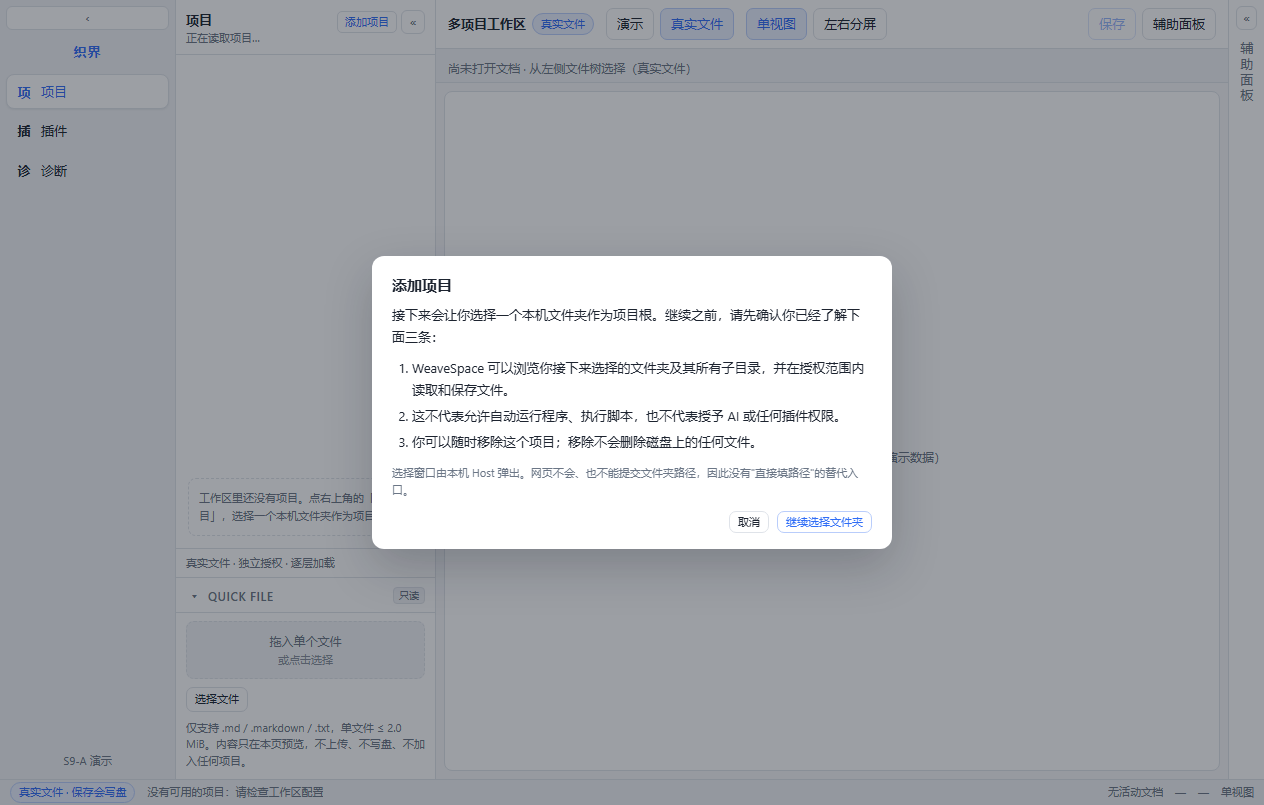 ‹
织界
项 项目
插 插件
诊 诊断
S9-A 演示
项目
正在读取项目...
添加项目
«
工作区里还没有项目。点右上角的
目」，选择一个本机文件夹作为项目
真实文件 · 独立授权 · 逐层加载
QUICK FILE
只读
拖入单个文件
或点击选择
选择文件
仅支持 .md / .markdown / .txt，单文件 ≤ 2.0
MiB。内容只在本页预览，不上传、不写盘、不加
入任何项目。
多项目工作区 真实文件 演示 真实文件 单视图 左右分屏 保存 辅助面板
尚未打开文档 · 从左侧文件树选择（真实文件）
演示数据）
«
辅助面板
添加项目
接下来会让你选择一个本机文件夹作为项目根。继续之前，请先确认你已经了解下
面三条：
1. WeaveSpace 可以浏览你接下来选择的文件夹及其所有子目录，并在授权范围内
读取和保存文件。
2. 这不代表允许自动运行程序、执行脚本，也不代表授予 AI 或任何插件权限。
3. 你可以随时移除这个项目；移除不会删除磁盘上的任何文件。
选择窗口由本机 Host 弹出。网页不会、也不能提交文件夹路径，因此没有"直接填路径"的替代入
口。
取消 继续选择文件夹
真实文件 · 保存会写盘 没有可用的项目：请检查工作区配置
无活动文档 — — 单视图